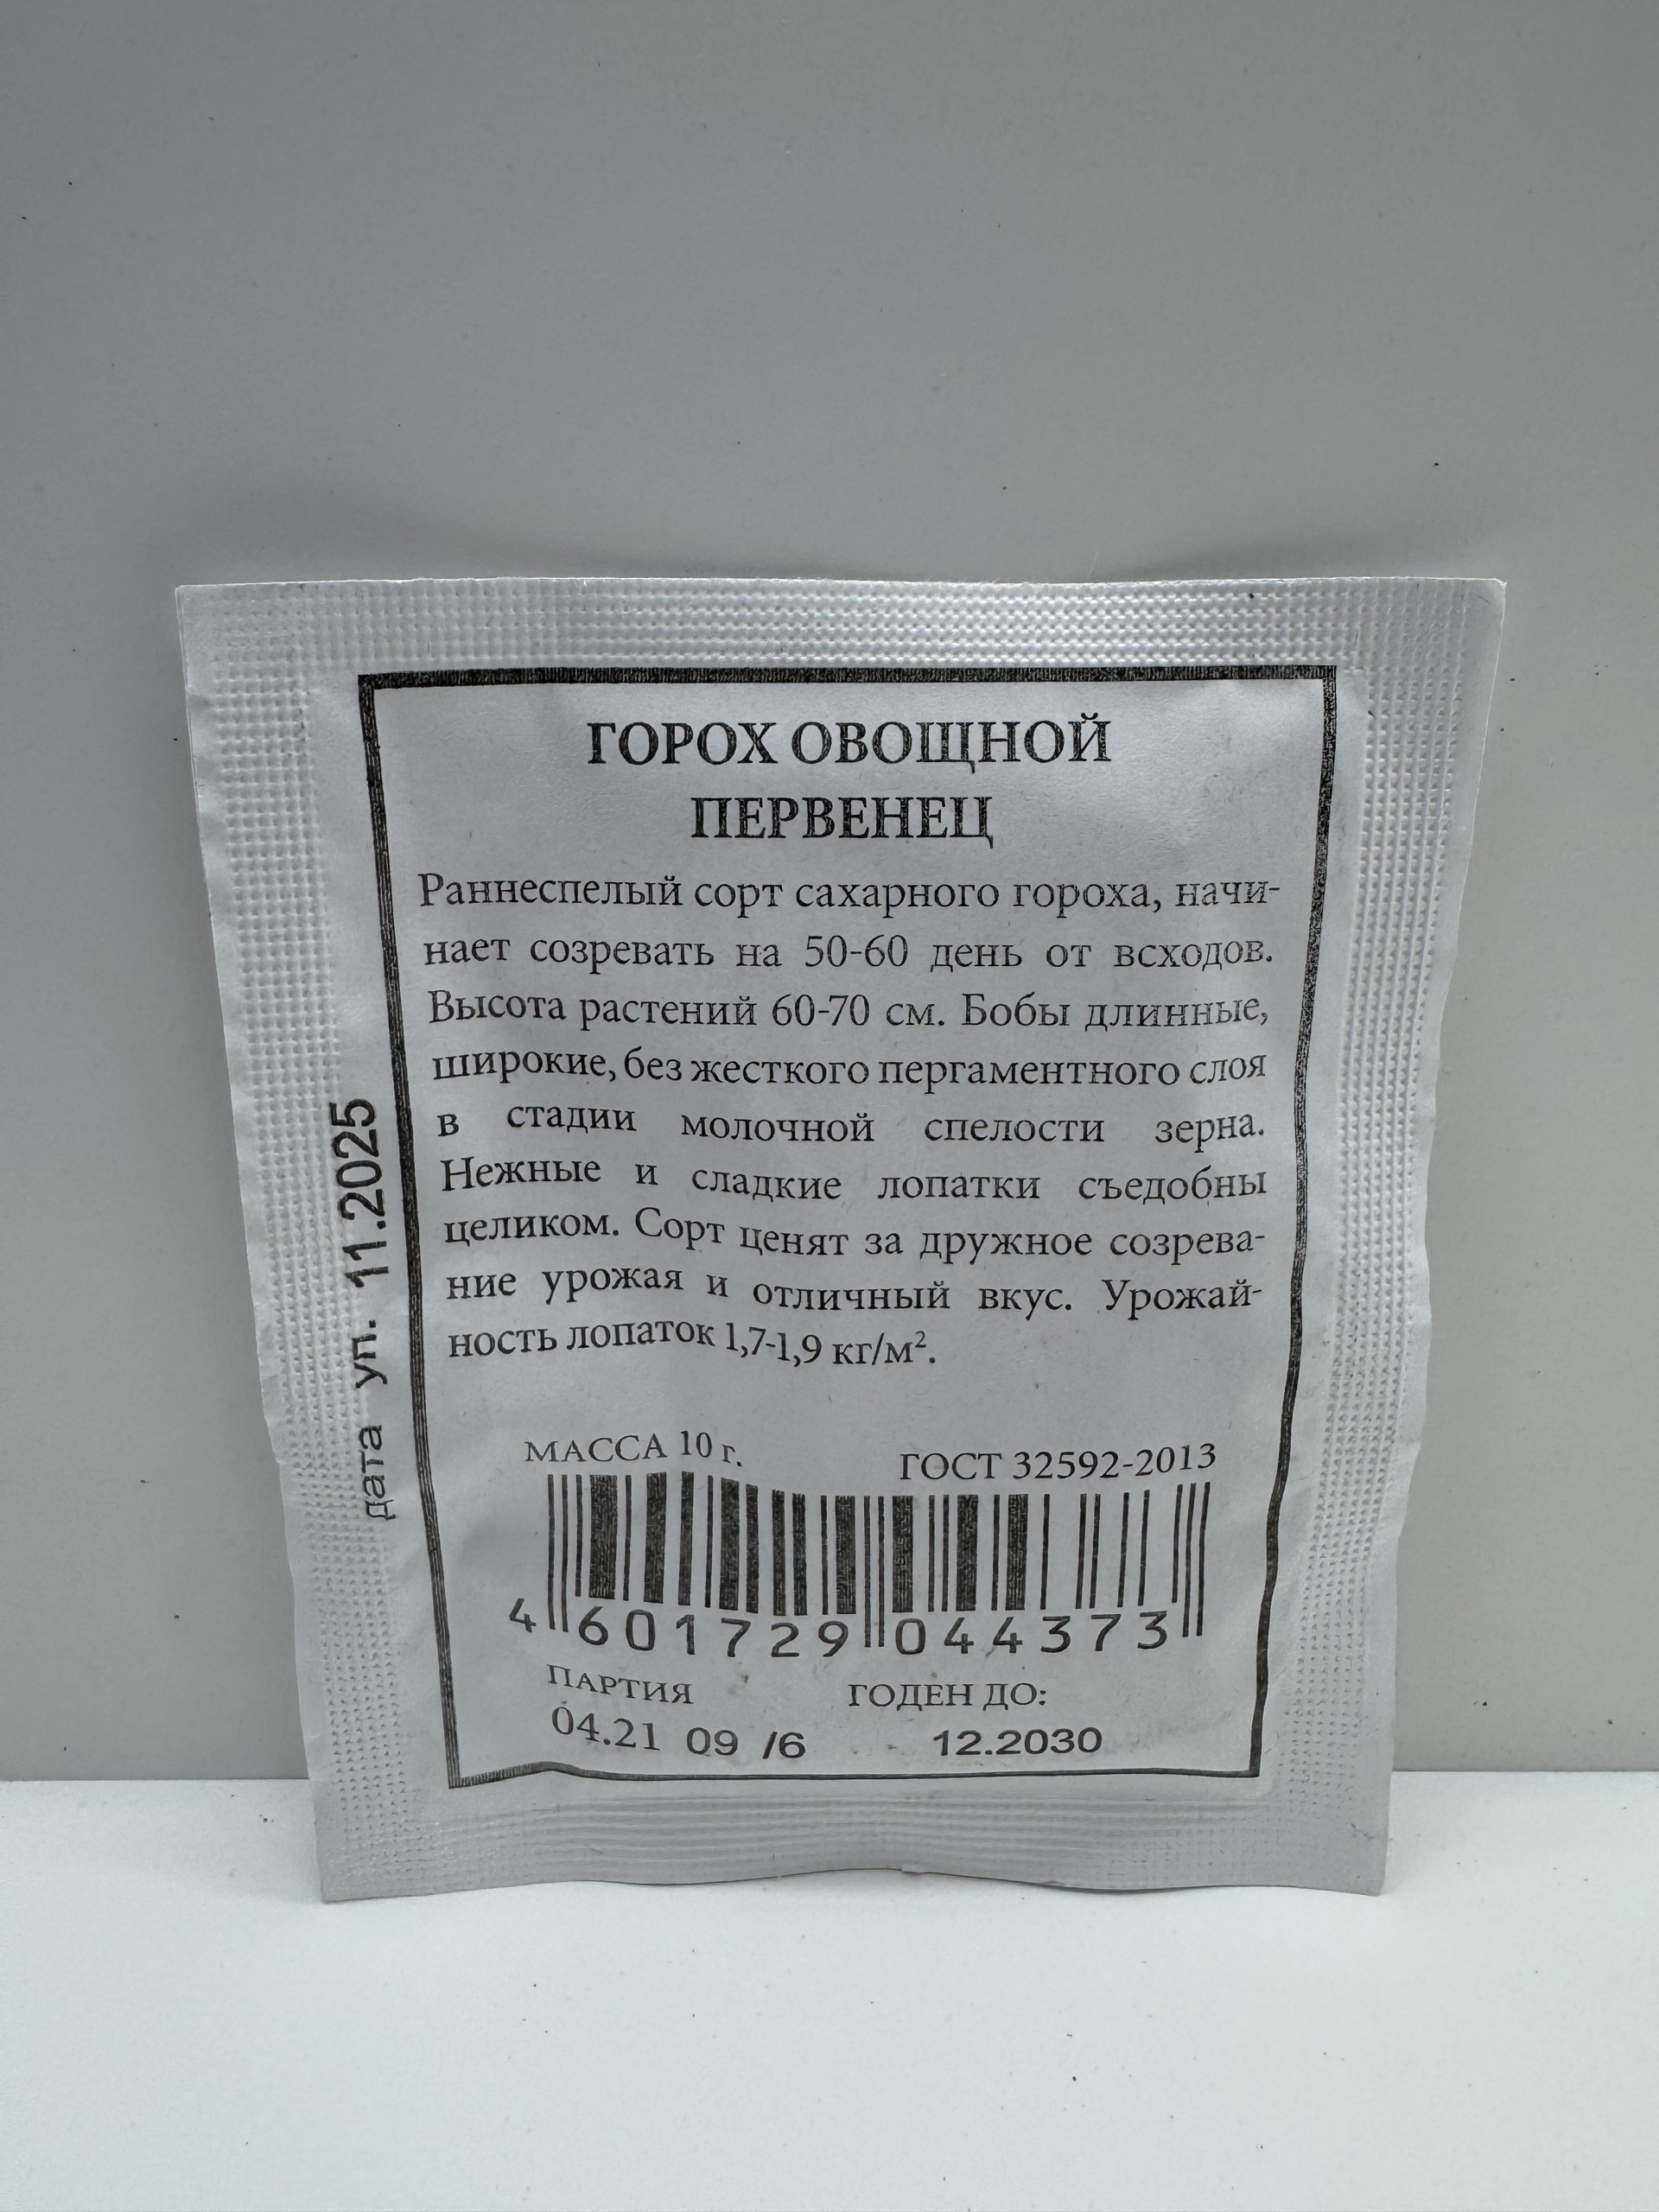 ГОРОХ ОВОЩНОЙ
ПЕРВЕНЕЦ
Раннеспелый сорт сахарного гороха, начи-
нает созревать на 50-60 день от всходов.
Высота растений 60-70 см. Бобы длинные,
широкие, без жесткого пергаментного слоя
в стадии молочной спелости зерна.
Нежные и сладкие лопатки съедобны
целиком. Сорт ценят за дружное созрева-
ние урожая и отличный вкус. Урожай-
ность лопаток 1,7-1,9 кг/м².
дата уп. 11.2025
МАССА 10 г. ГОСТ 32592-2013
4 601729 044373
ПАРТИЯ ГОДЕН ДО:
04.21 09 /6 12.2030